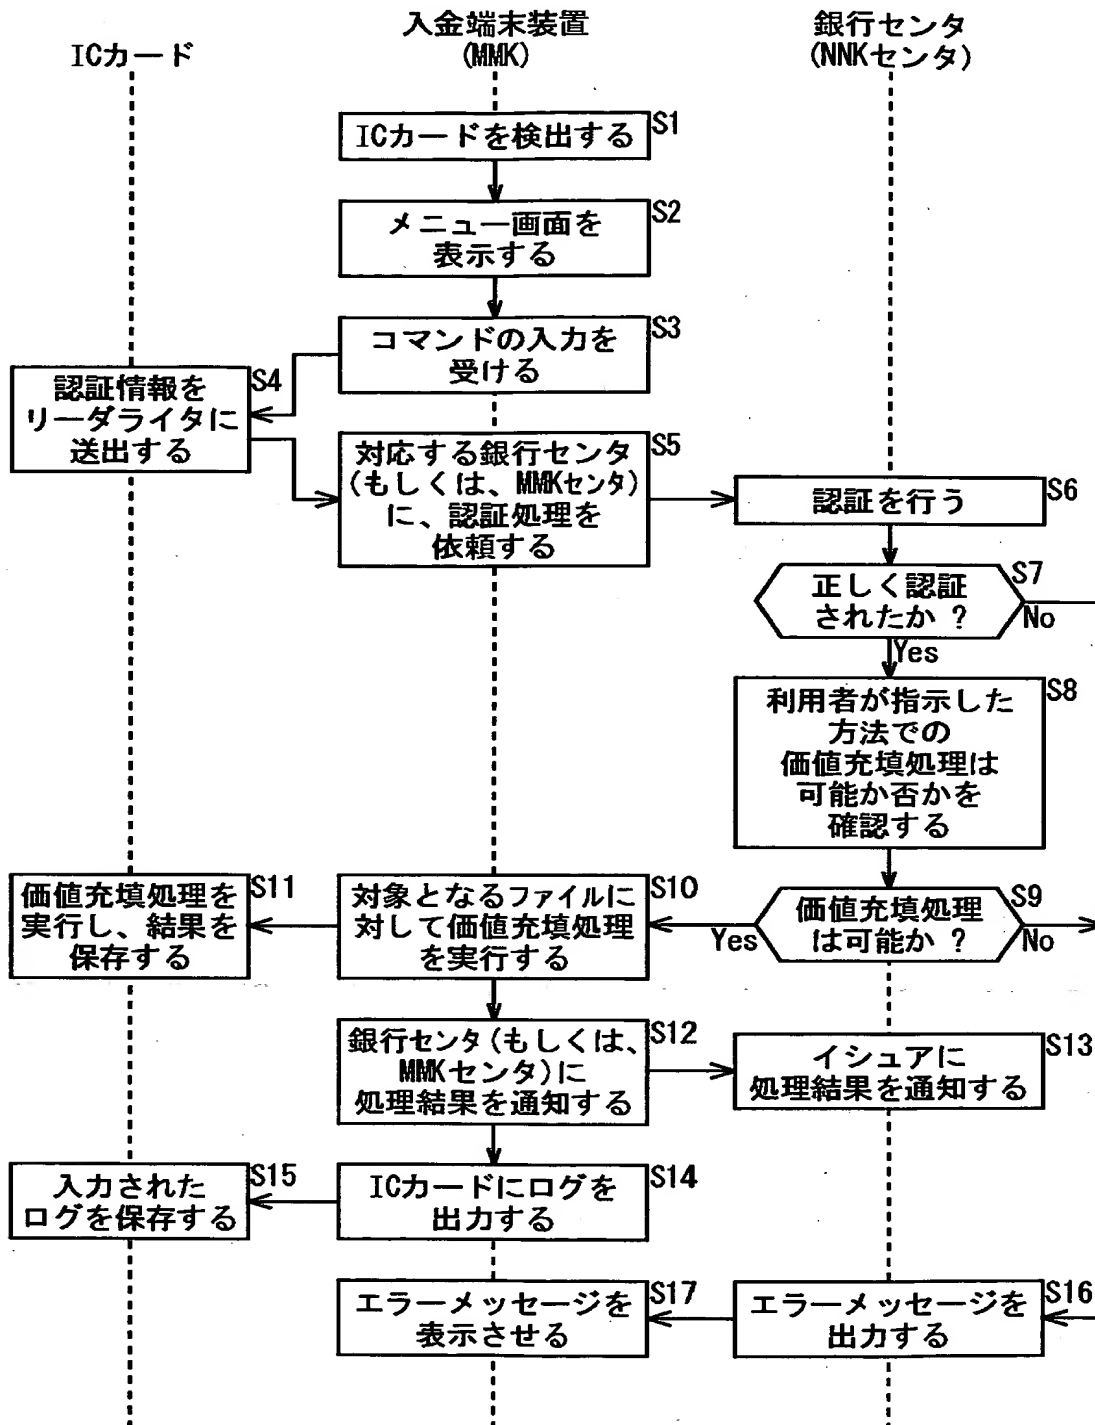 ICカード
入金端末装置
(MMK)
銀行センタ
(NNKセンタ)
ICカードを検出する
S1
メニュー画面を
表示する
S2
コマンドの入力を
受ける
S3
認証情報を
リーダライタに
送出する
S4
対応する銀行センタ
(もしくは、MMKセンタ)
に、認証処理を
依頼する
S5
認証を行う
S6
正しく認証
されたか ?
S7
No
Yes
利用者が指示した
方法での
価値充填処理は
可能か否かを
確認する
S8
価値充填処理を
実行し、結果を
保存する
S11
対象となるファイルに
対して価値充填処理
を実行する
S10
Yes
価値充填処理
は可能か ?
S9
No
銀行センタ(もしくは、
MMKセンタ)に
処理結果を通知する
S12
イシュアに
処理結果を通知する
S13
入力された
ログを保存する
S15
ICカードにログを
出力する
S14
エラーメッセージを
表示させる
S17
エラーメッセージを
出力する
S16